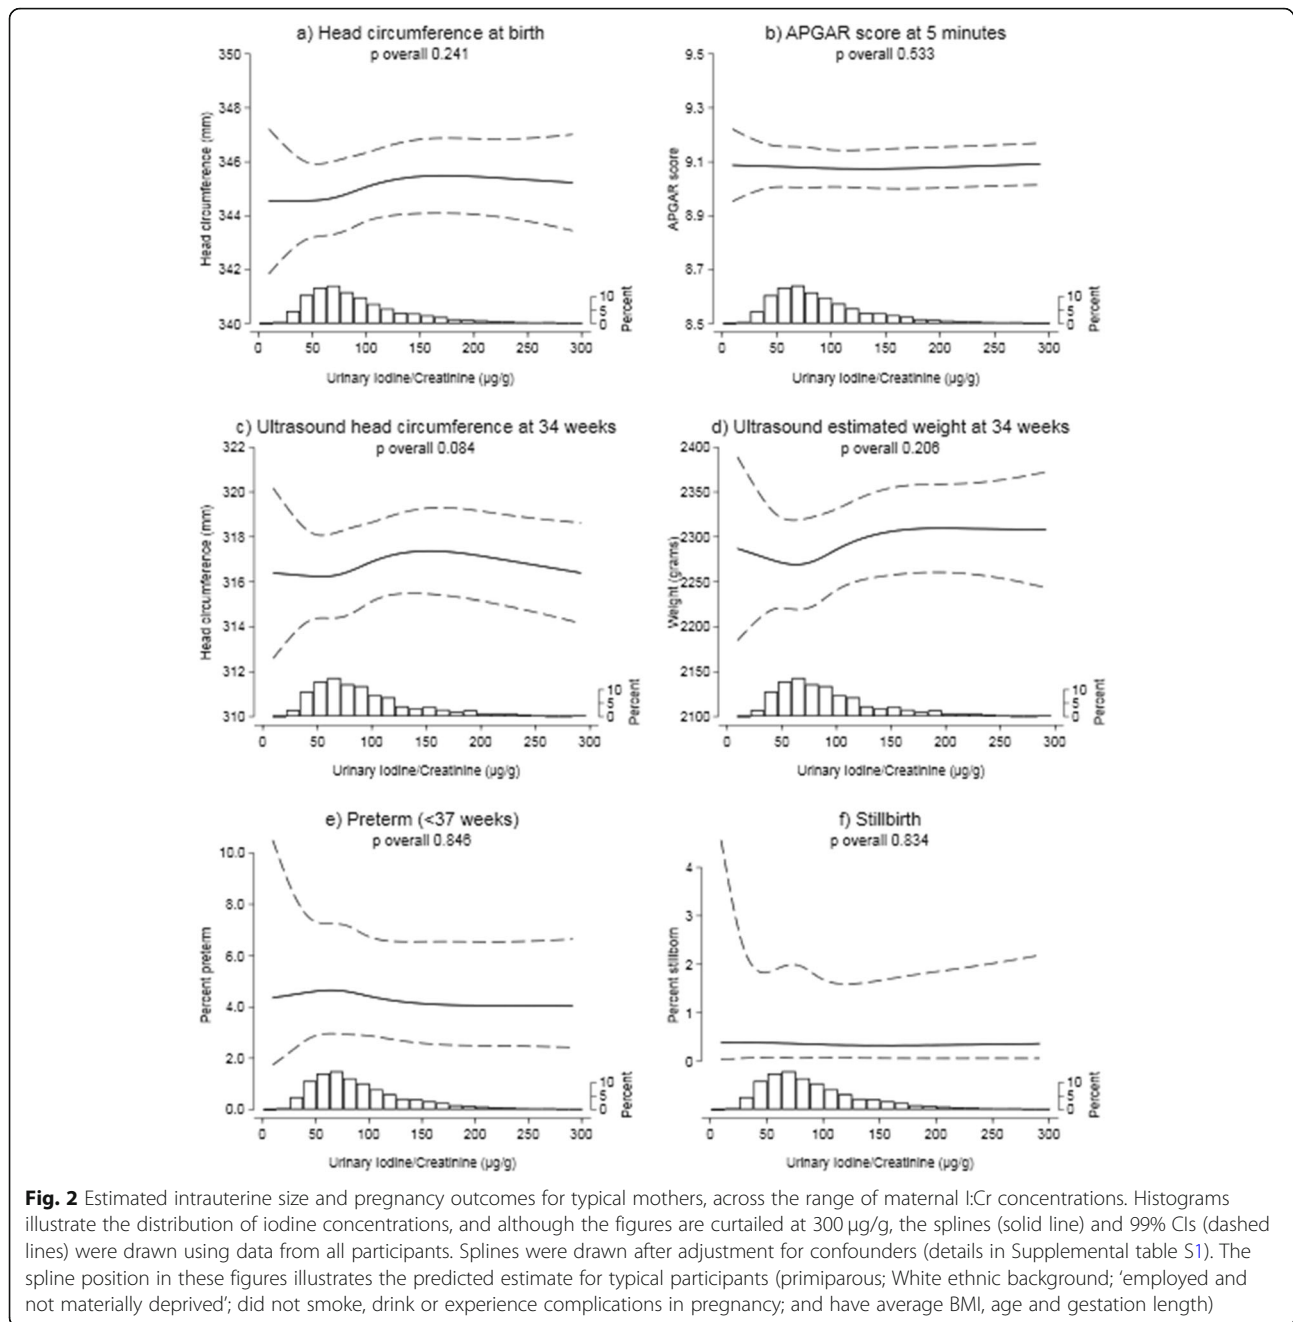 a) Head circumference at birth
p overall 0.241
350
348
346
344
342
340
Head circumference (mm)
10
5
0
Percent
0 50 100 150 200 250 300
Urinary Iodine/Creatinine (µg/g)
b) APGAR score at 5 minutes
p overall 0.533
9.5
9.3
9.1
8.9
8.7
8.5
APGAR score
10
5
0
Percent
0 50 100 150 200 250 300
Urinary Iodine/Creatinine (µg/g)
c) Ultrasound head circumference at 34 weeks
p overall 0.084
322
320
318
316
314
312
310
Head circumference (mm)
10
5
0
Percent
0 50 100 150 200 250 300
Urinary Iodine/Creatinine (µg/g)
d) Ultrasound estimated weight at 34 weeks
p overall 0.206
2400
2350
2300
2250
2200
2150
2100
Weight (grams)
10
5
0
Percent
0 50 100 150 200 250 300
Urinary Iodine/Creatinine (µg/g)
e) Preterm (<37 weeks)
p overall 0.846
10.0
8.0
6.0
4.0
2.0
0.0
Percent preterm
10
5
0
Percent
0 50 100 150 200 250 300
Urinary Iodine/Creatinine (µg/g)
f) Stillbirth
p overall 0.834
4
3
2
1
0
Percent stillborn
10
5
0
Percent
0 50 100 150 200 250 300
Urinary Iodine/Creatinine (µg/g)
Fig. 2 Estimated intrauterine size and pregnancy outcomes for typical mothers, across the range of maternal I:Cr concentrations. Histograms
illustrate the distribution of iodine concentrations, and although the figures are curtailed at 300 µg/g, the splines (solid line) and 99% CIs (dashed
lines) were drawn using data from all participants. Splines were drawn after adjustment for confounders (details in Supplemental table S1). The
spline position in these figures illustrates the predicted estimate for typical participants (primiparous; White ethnic background; ‘employed and
not materially deprived’; did not smoke, drink or experience complications in pregnancy; and have average BMI, age and gestation length)